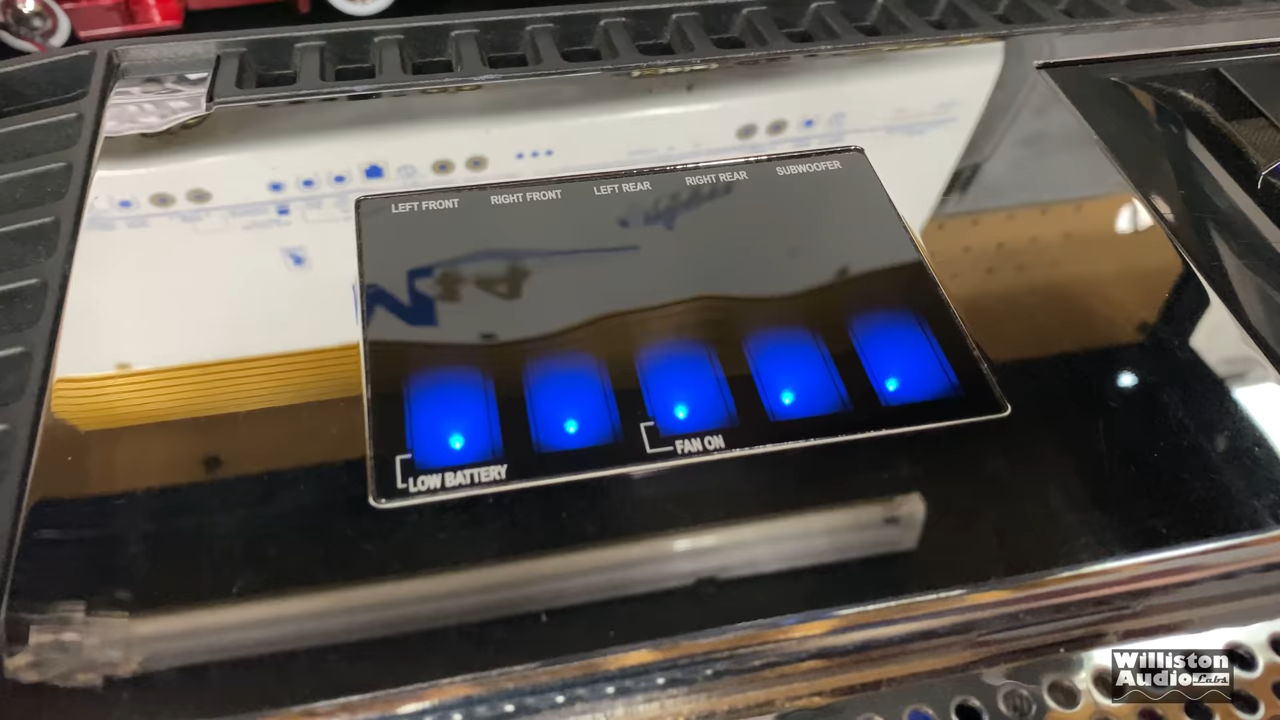 LEFT FRONT
RIGHT FRONT
LEFT REAR
RIGHT REAR
SUBWOOFER
LOW BATTERY
FAN ON
Williston
Audio Labs